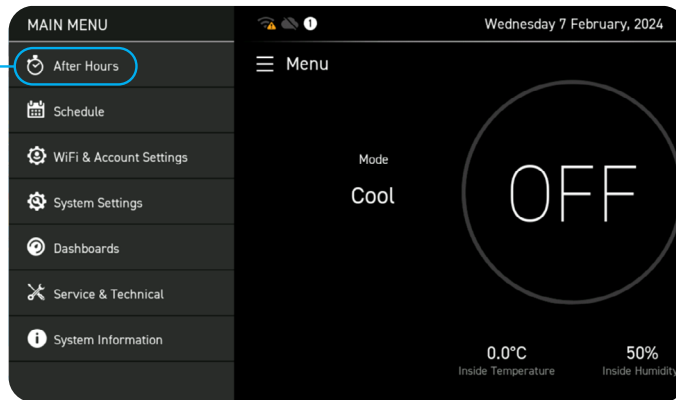 MAIN MENU
1
Wednesday 7 February, 2024
After Hours
Menu
Schedule
WiFi & Account Settings
Mode
Cool
OFF
System Settings
Dashboards
Service & Technical
System Information
0.0°C
50%
Inside Temperature
Inside Humidity